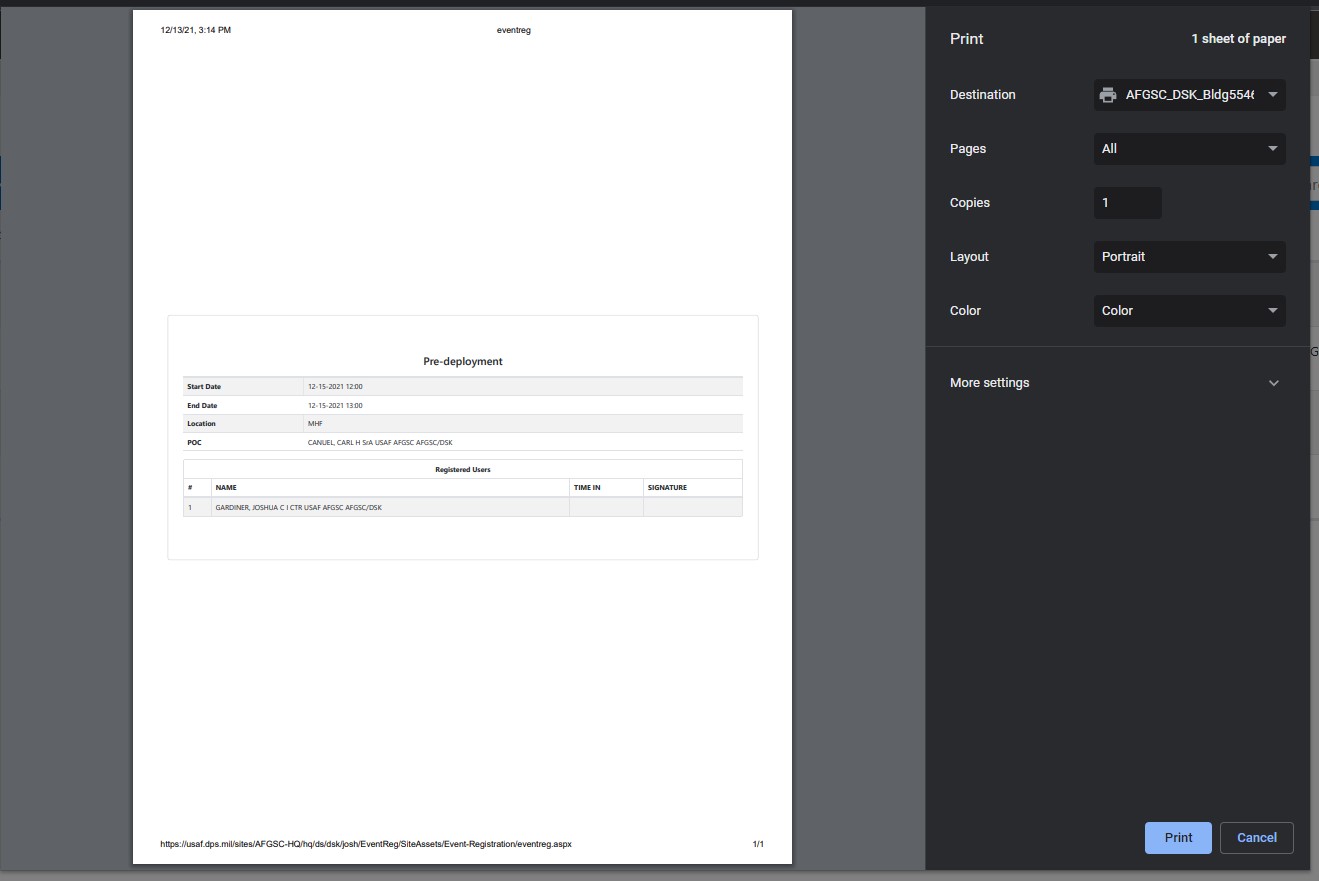 12/13/21, 3:14 PM eventreg
Pre-deployment
Start Date 12-15-2021 12:00
End Date 12-15-2021 13:00
Location MHF
POC CANUEL, CARL H SrA USAF AFGSC AFGSC/DSK
Registered Users
# NAME TIME IN SIGNATURE
1 GARDINER, JOSHUA C I CTR USAF AFGSC AFGSC/DSK
https://usaf.dps.mil/sites/AFGSC-HQ/hq/ds/dsk/josh/EventReg/SiteAssets/Event-Registration/eventreg.aspx 1/1
Print 1 sheet of paper
Destination AFGSC_DSK_Bldg5546
Pages All
Copies 1
Layout Portrait
Color Color
More settings
Print Cancel